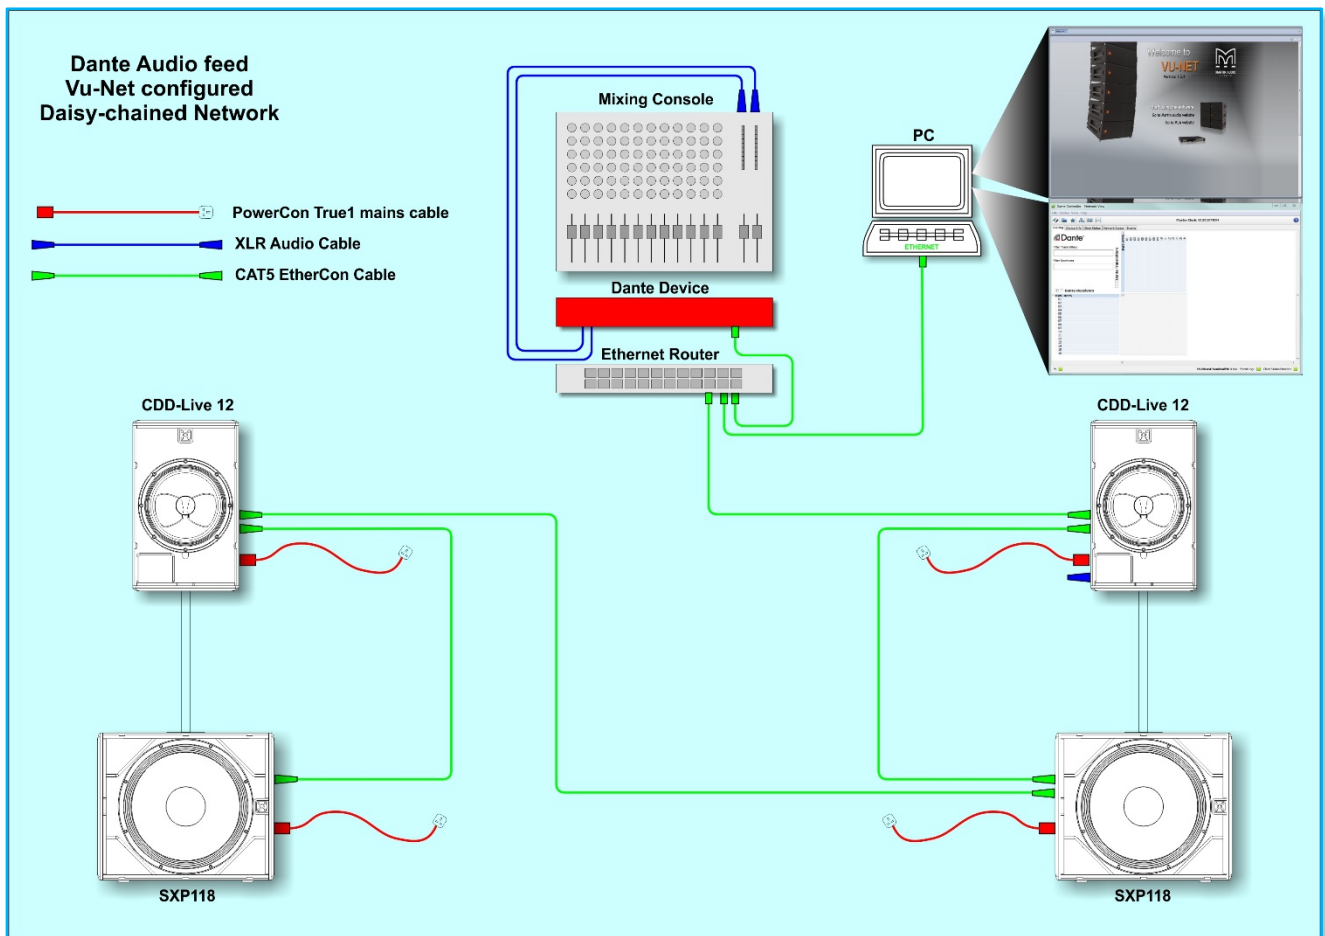 Dante Audio feed
Vu-Net configured
Daisy-chained Network
PowerCon True1 mains cable
XLR Audio Cable
CAT5 EtherCon Cable
Mixing Console
Dante Device
Ethernet Router
PC
ETHERNET
Welcome to
VU-NET
Dante
CDD-Live 12
CDD-Live 12
SXP118
SXP118